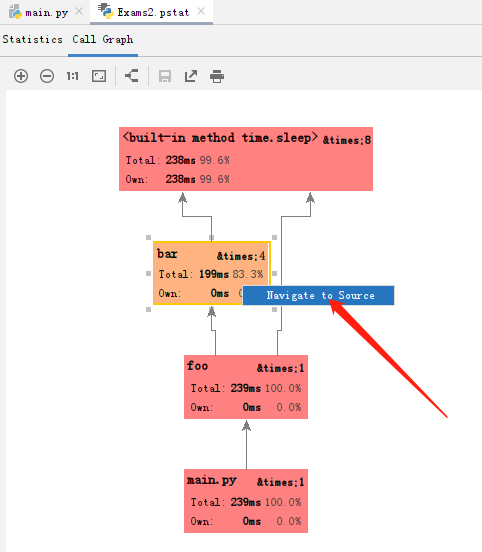 main.py × Exams2.pstat ×
Statistics Call Graph
1:1
<built-in method time.sleep> &times;8
Total: 238ms 99.6%
Own: 238ms 99.6%
bar &times;4
Total: 199ms 83.3%
Own: 0ms
Navigate to Source
foo &times;1
Total: 239ms 100.0%
Own: 0ms 0.0%
main.py &times;1
Total: 239ms 100.0%
Own: 0ms 0.0%